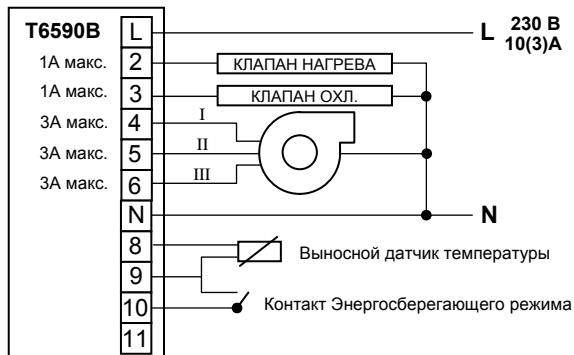 T6590B L L 230 В
10(3)А
1А макс. 2 КЛАПАН НАГРЕВА
1А макс. 3 КЛАПАН ОХЛ.
3А макс. 4 I
3А макс. 5 II
3А макс. 6 III
N N
8 Выносной датчик температуры
9
10 Контакт Энергосберегающего режима
11